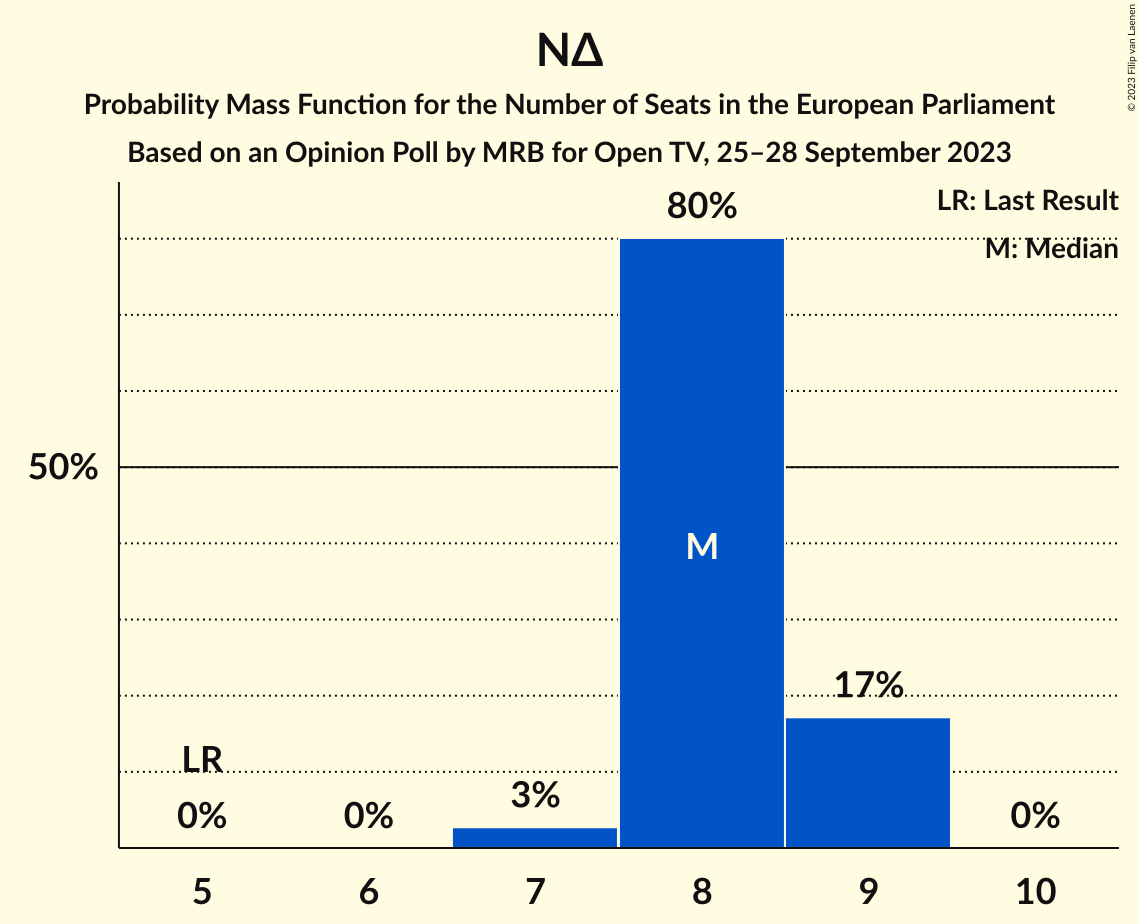 © 2023 Filip van Laenen
ΝΔ
Probability Mass Function for the Number of Seats in the European Parliament
Based on an Opinion Poll by MRB for Open TV, 25–28 September 2023
LR: Last Result
M: Median
80%
50%
M
17%
LR
3%
0%
0%
0%
5
6
7
8
9
10